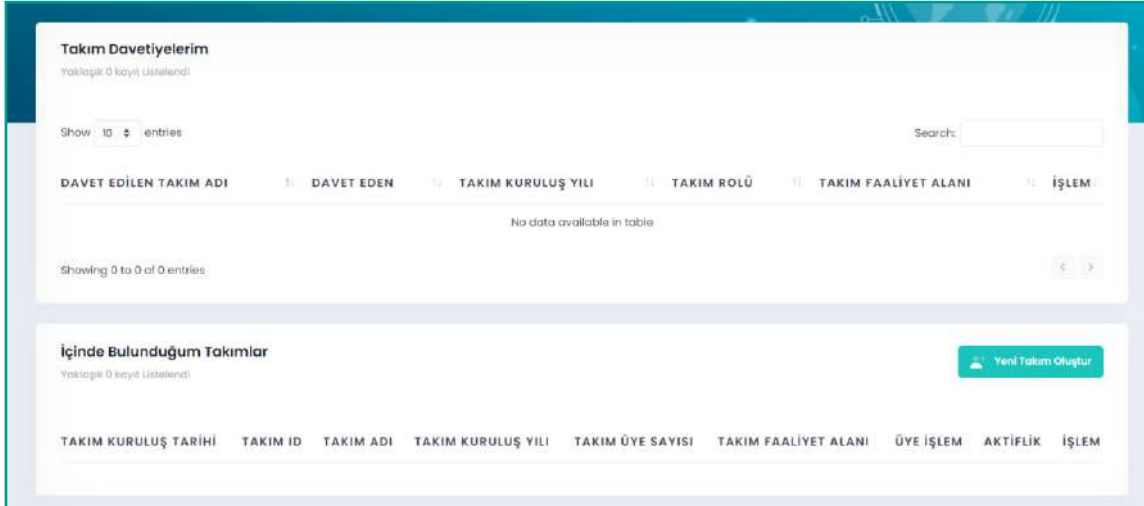 Takım Davetiyelerim
Yaklaşık 0 kayıt Listelendi
Show 10 entries
Search:
DAVET EDİLEN TAKIM ADI DAVET EDEN TAKIM KURULUŞ YILI TAKIM ROLÜ TAKIM FAALİYET ALANI İŞLEM
No data available in table
Showing 0 to 0 of 0 entries
İçinde Bulunduğum Takımlar
Yeni Takım Oluştur
Yaklaşık 0 kayıt Listelendi
TAKIM KURULUŞ TARİHİ TAKIM ID TAKIM ADI TAKIM KURULUŞ YILI TAKIM ÜYE SAYISI TAKIM FAALİYET ALANI ÜYE İŞLEM AKTİFLİK İŞLEM